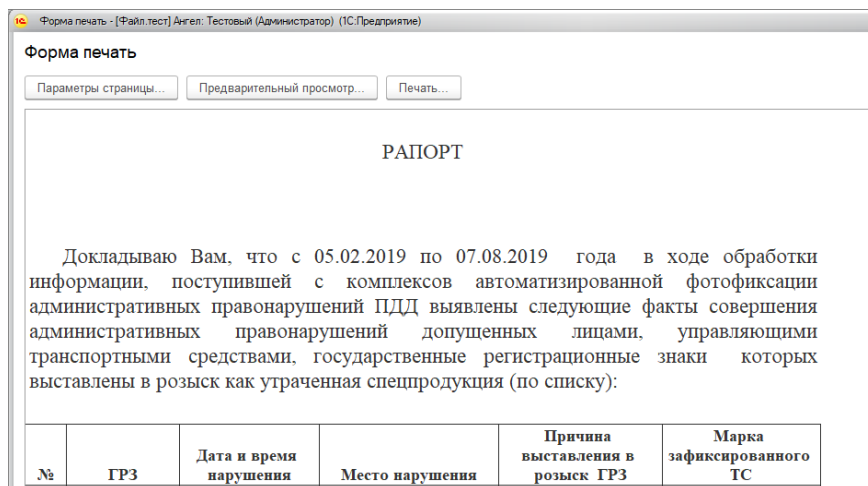 Форма печать - [Файл.тест] Ангел: Тестовый (Администратор) (1С:Предприятие)
Форма печать
Параметры страницы... Предварительный просмотр... Печать...
РАПОРТ
Докладываю Вам, что с 05.02.2019 по 07.08.2019 года в ходе обработки
информации, поступившей с комплексов автоматизированной фотофиксации
административных правонарушений ПДД выявлены следующие факты совершения
административных правонарушений допущенных лицами, управляющими
транспортными средствами, государственные регистрационные знаки которых
выставлены в розыск как утраченная спецпродукция (по списку):
№ ГРЗ Дата и время нарушения Место нарушения Причина выставления в розыск ГРЗ Марка зафиксированного ТС